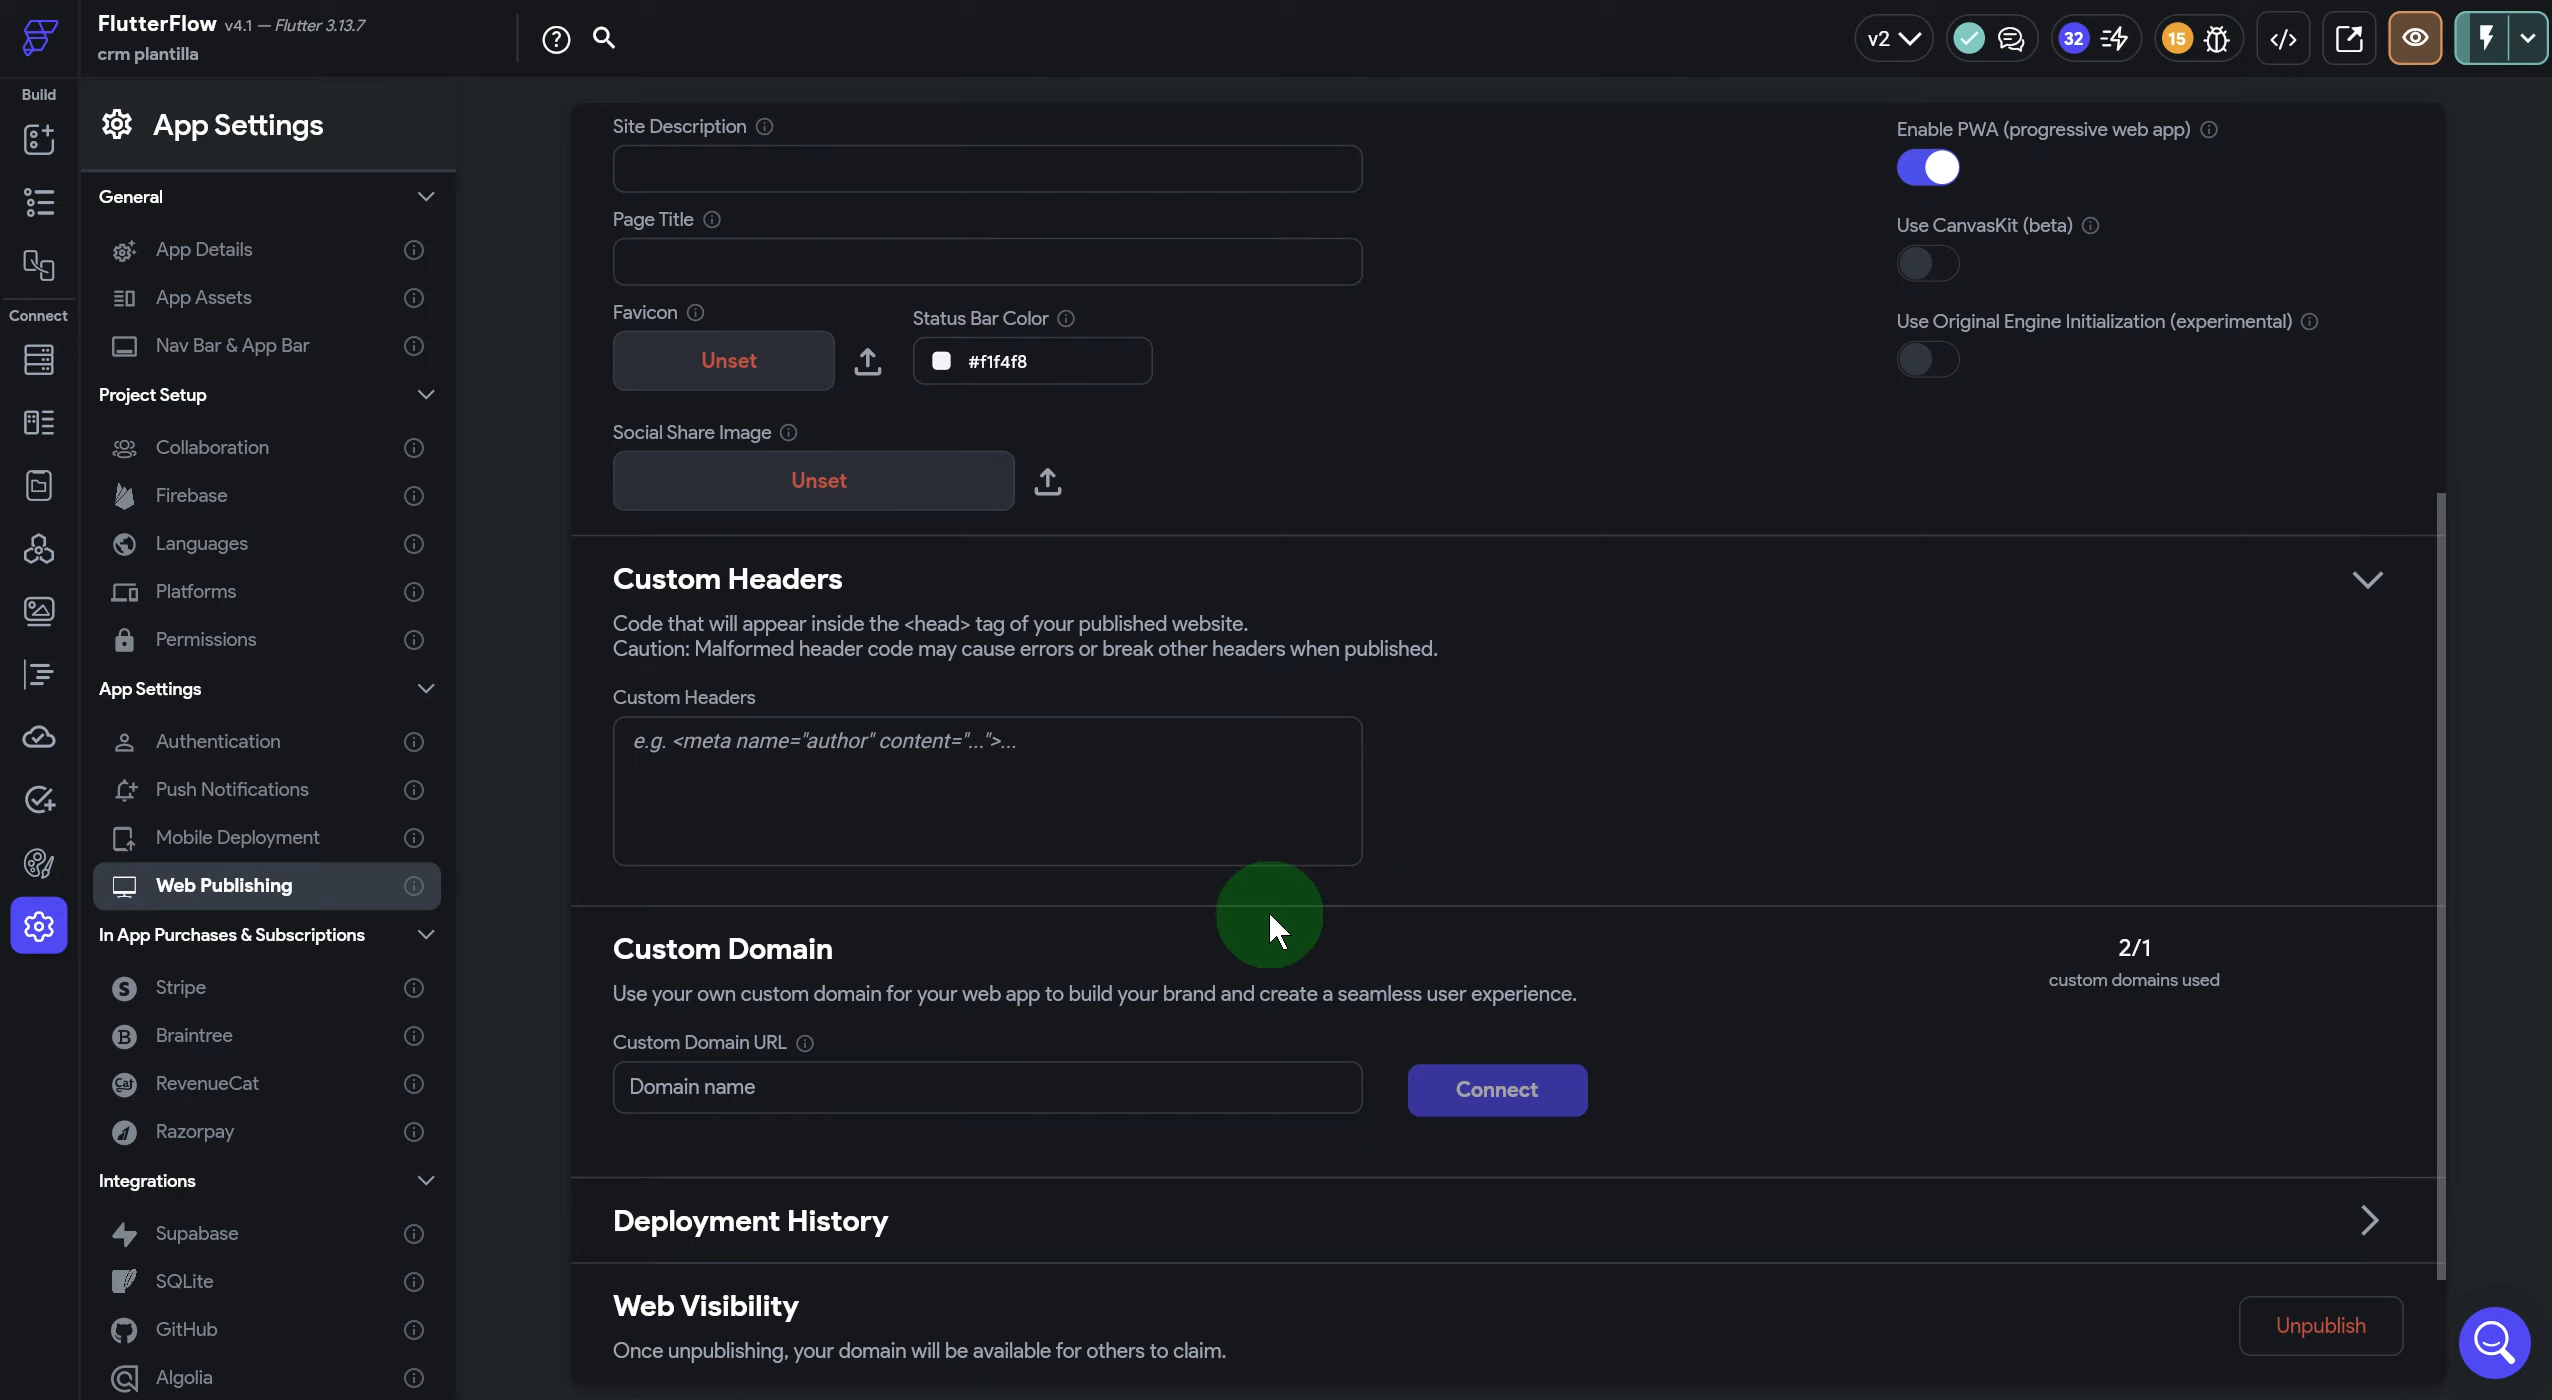 FlutterFlow v4.1 — Flutter 3.13.7
crm plantilla
v2
32
15
Build
Connect
App Settings
General
App Details
App Assets
Nav Bar & App Bar
Project Setup
Collaboration
Firebase
Languages
Platforms
Permissions
App Settings
Authentication
Push Notifications
Mobile Deployment
Web Publishing
In App Purchases & Subscriptions
Stripe
Braintree
RevenueCat
Razorpay
Integrations
Supabase
SQLite
GitHub
Algolia
Site Description
Page Title
Favicon
Unset
Status Bar Color
#f1f4f8
Social Share Image
Unset
Enable PWA (progressive web app)
Use CanvasKit (beta)
Use Original Engine Initialization (experimental)
Custom Headers
Code that will appear inside the <head> tag of your published website.
Caution: Malformed header code may cause errors or break other headers when published.
Custom Headers
e.g. <meta name="author" content="...">...
Custom Domain
Use your own custom domain for your web app to build your brand and create a seamless user experience.
2/1
custom domains used
Custom Domain URL
Domain name
Connect
Deployment History
Web Visibility
Once unpublishing, your domain will be available for others to claim.
Unpublish